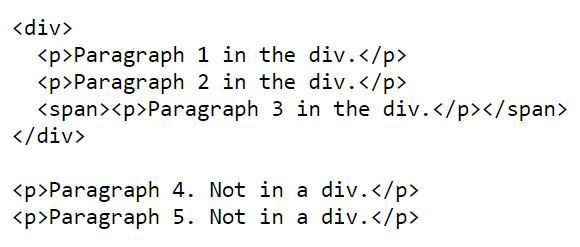 <div>
  <p>Paragraph 1 in the div.</p>
  <p>Paragraph 2 in the div.</p>
  <span><p>Paragraph 3 in the div.</p></span>
</div>

<p>Paragraph 4. Not in a div.</p>
<p>Paragraph 5. Not in a div.</p>